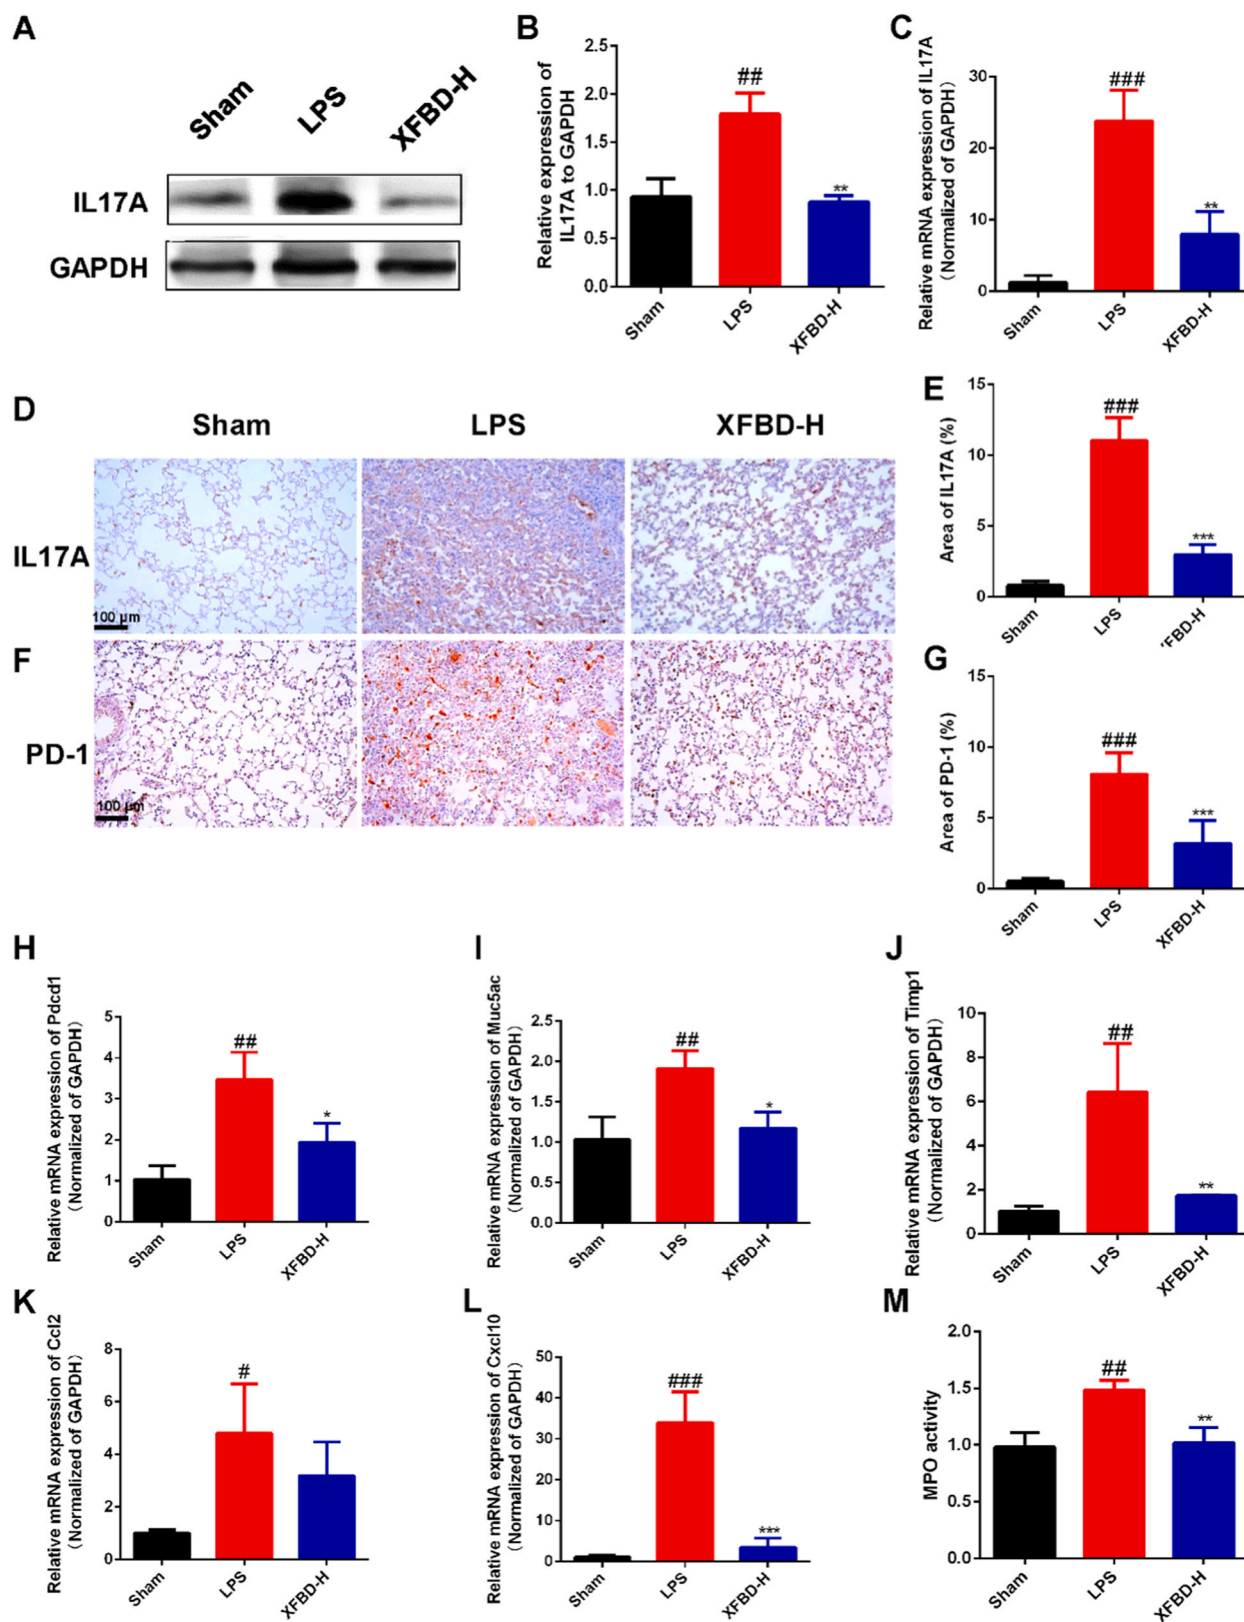 A
Sham
LPS
XFBD-H
IL17A
GAPDH
B
Relative expression of
IL17A to GAPDH
2.5
2.0
1.5
1.0
0.5
0.0
##
**
Sham
LPS
XFBD-H
C
Relative mRNA expression of IL17A
(Normalized of GAPDH)
30
20
10
0
###
**
Sham
LPS
XFBD-H
D
Sham
LPS
XFBD-H
IL17A
100 µm
E
Area of IL17A (%)
15
10
5
0
###
***
Sham
LPS
FBD-H
F
PD-1
100 µm
G
Area of PD-1 (%)
15
10
5
0
###
***
Sham
LPS
XFBD-H
H
Relative mRNA expression of Pdcd1
(Normalized of GAPDH)
5
4
3
2
1
0
##
*
Sham
LPS
XFBD-H
I
Relative mRNA expression of Muc5ac
(Normalized of GAPDH)
2.5
2.0
1.5
1.0
0.5
0.0
##
*
Sham
LPS
XFBD-H
J
Relative mRNA expression of Timp1
(Normalized of GAPDH)
10
8
6
4
2
0
##
**
Sham
LPS
XFBD-H
K
Relative mRNA expression of Ccl2
(Normalized of GAPDH)
8
6
4
2
0
#
Sham
LPS
XFBD-H
L
Relative mRNA expression of Cxcl10
(Normalized of GAPDH)
50
40
30
20
10
0
###
***
Sham
LPS
XFBD-H
M
MPO activity
2.0
1.5
1.0
0.5
0.0
##
**
Sham
LPS
XFBD-H